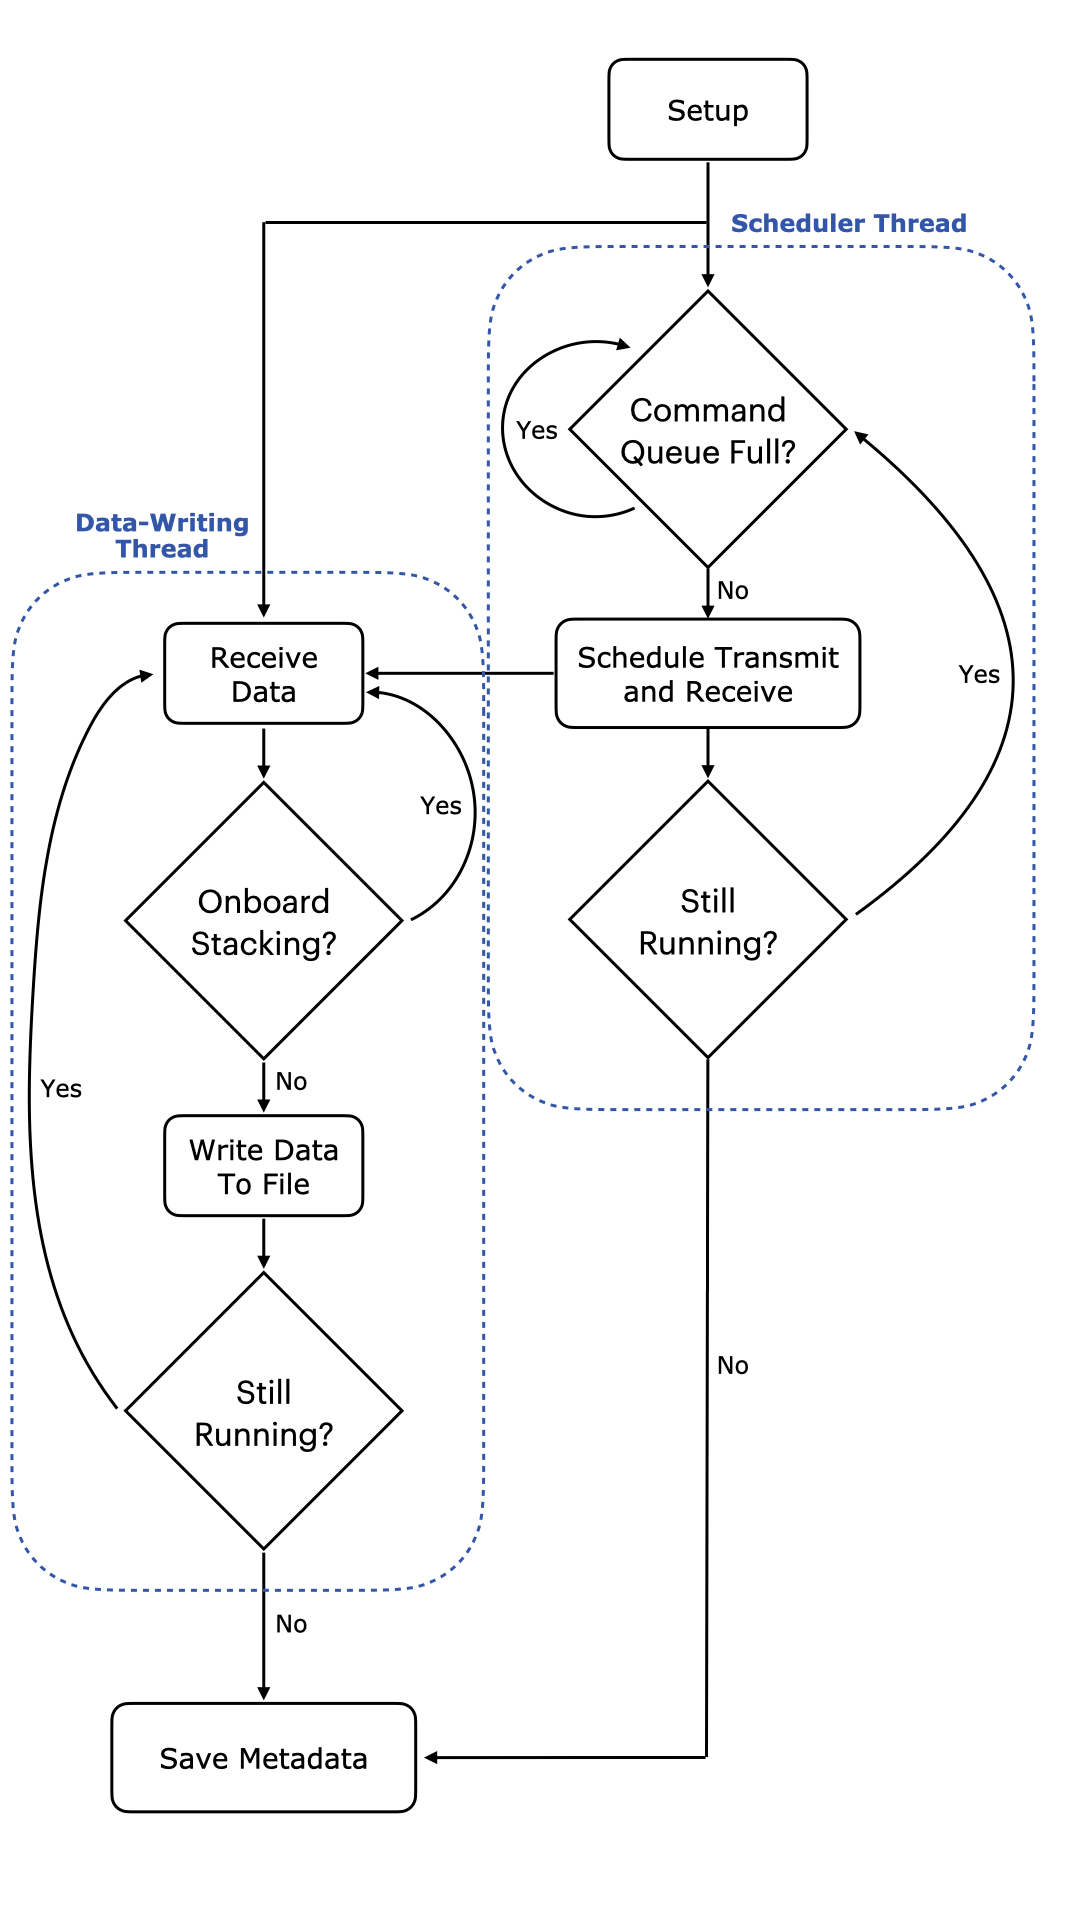 Setup
Scheduler Thread
Command
Queue Full?
Yes
No
Data-Writing
Thread
Receive
Data
Schedule Transmit
and Receive
Yes
Yes
Onboard
Stacking?
Still
Running?
No
Yes
Write Data
To File
Still
Running?
No
No
Save Metadata